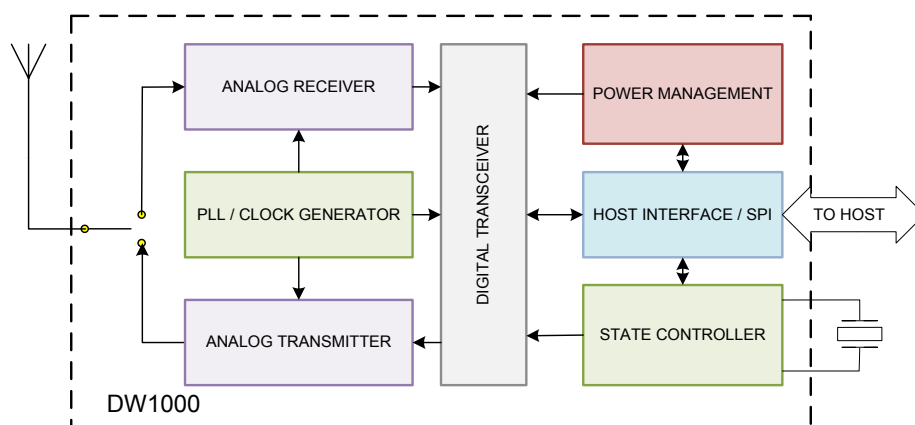 ANALOG RECEIVER
POWER MANAGEMENT
PLL / CLOCK GENERATOR
DIGITAL TRANSCEIVER
HOST INTERFACE / SPI
TO HOST
ANALOG TRANSMITTER
STATE CONTROLLER
DW1000